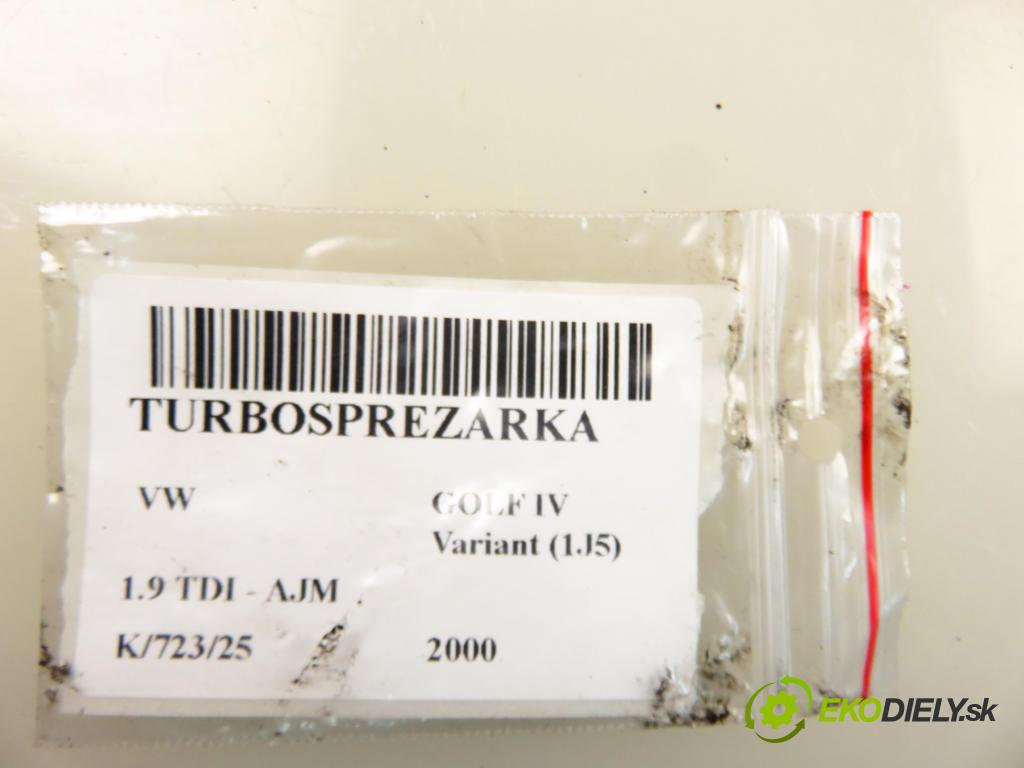 TURBOSPREZARKA
VW GOLF IV
Variant (1J5)
1.9 TDI - AJM
K/723/25 2000
EKODIELY.sk